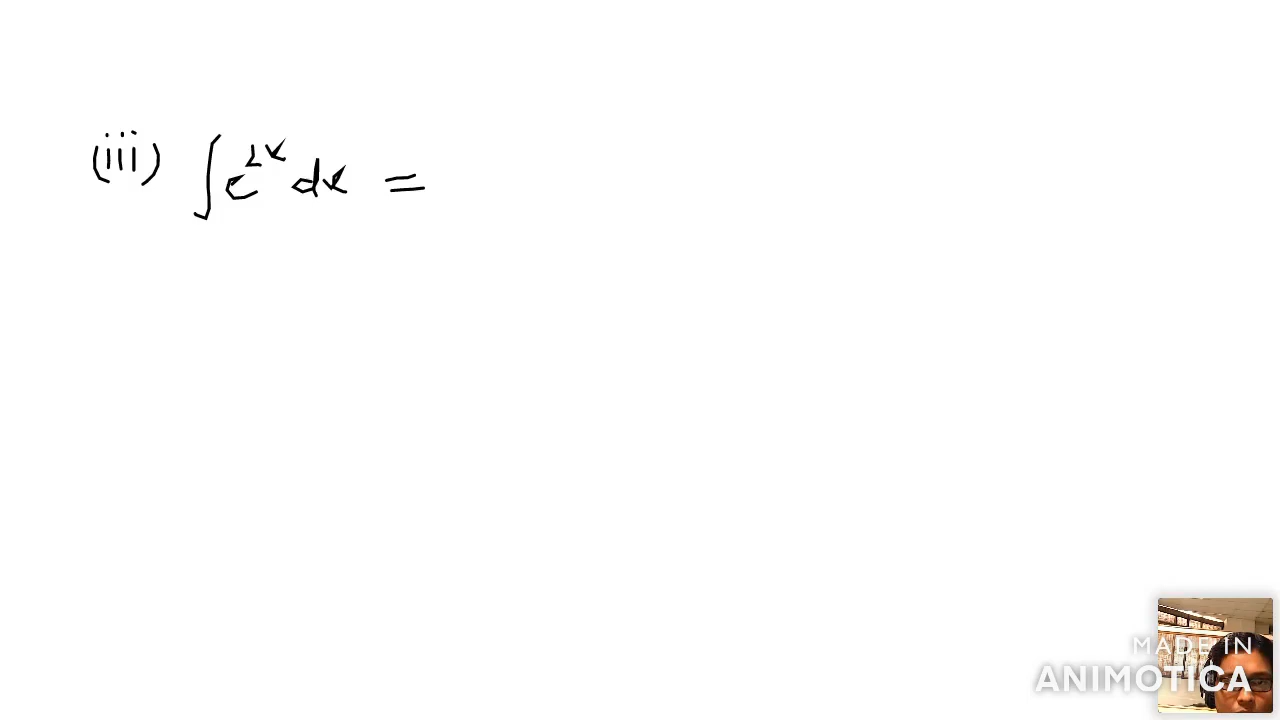 (iii) ∫e^{2x} dx =
MADE IN
ANIMOTICA